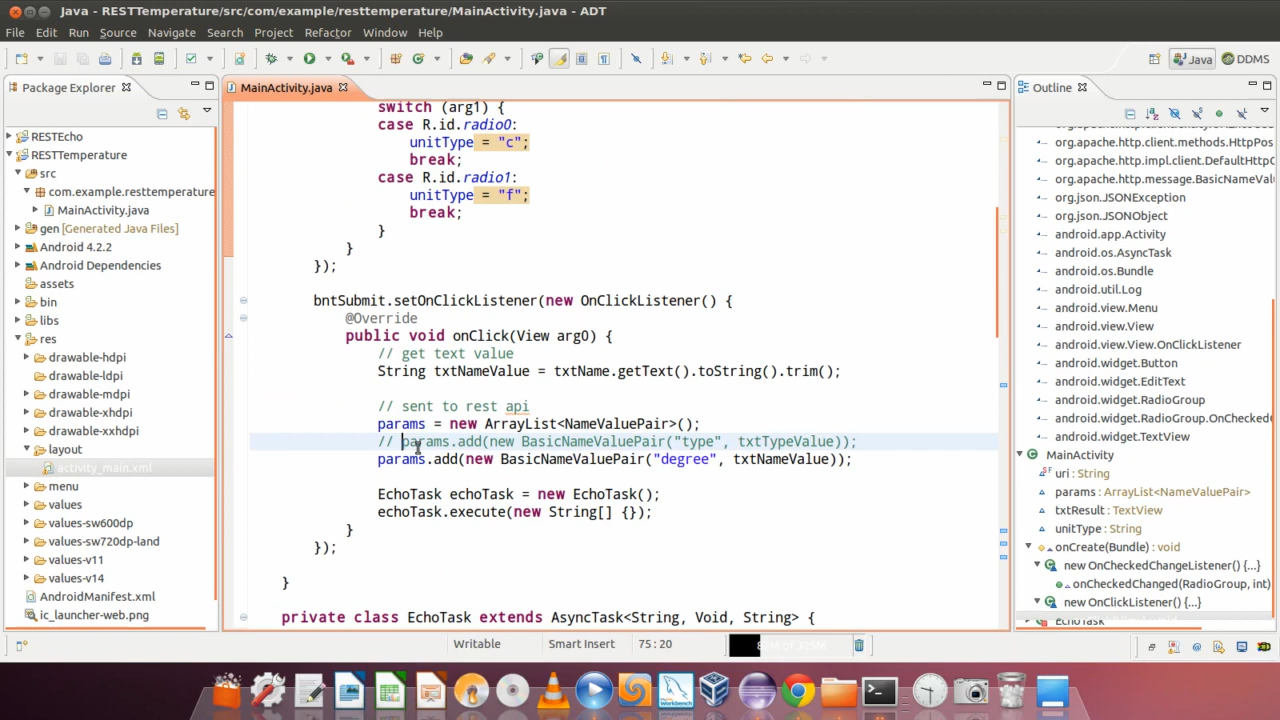 Java - RESTTemperature/src/com/example/resttemperature/MainActivity.java - ADT
File Edit Run Source Navigate Search Project Refactor Window Help
Java DDMS
Package Explorer
RESTEcho
RESTTemperature
src
com.example.resttemperature
MainActivity.java
gen [Generated Java Files]
Android 4.2.2
Android Dependencies
assets
bin
libs
res
drawable-hdpi
drawable-ldpi
drawable-mdpi
drawable-xhdpi
drawable-xxhdpi
layout
activity_main.xml
menu
values
values-sw600dp
values-sw720dp-land
values-v11
values-v14
AndroidManifest.xml
ic_launcher-web.png
MainActivity.java
switch (arg1) {
case R.id.radio0:
unitType = "c";
break;
case R.id.radio1:
unitType = "f";
break;
}
}
});
bntSubmit.setOnClickListener(new OnClickListener() {
@Override
public void onClick(View arg0) {
// get text value
String txtNameValue = txtName.getText().toString().trim();
// sent to rest api
params = new ArrayList<NameValuePair>();
// params.add(new BasicNameValuePair("type", txtTypeValue));
params.add(new BasicNameValuePair("degree", txtNameValue));
EchoTask echoTask = new EchoTask();
echoTask.execute(new String[] {});
}
});
}
private class EchoTask extends AsyncTask<String, Void, String> {
Outline
org.apache.http.client.methods.HttpPos
org.apache.http.impl.client.DefaultHttpC
org.apache.http.message.BasicNameVal
org.json.JSONException
org.json.JSONObject
android.app.Activity
android.os.AsyncTask
android.os.Bundle
android.util.Log
android.view.Menu
android.view.View
android.view.View.OnClickListener
android.widget.Button
android.widget.EditText
android.widget.RadioGroup
android.widget.RadioGroup.OnChecked
android.widget.TextView
MainActivity
uri : String
params : ArrayList<NameValuePair>
txtResult : TextView
unitType : String
onCreate(Bundle) : void
new OnCheckedChangeListener() {...}
onCheckedChanged(RadioGroup, int)
new OnClickListener() {...}
EchoTask
Writable Smart Insert 75 : 20
Workbench